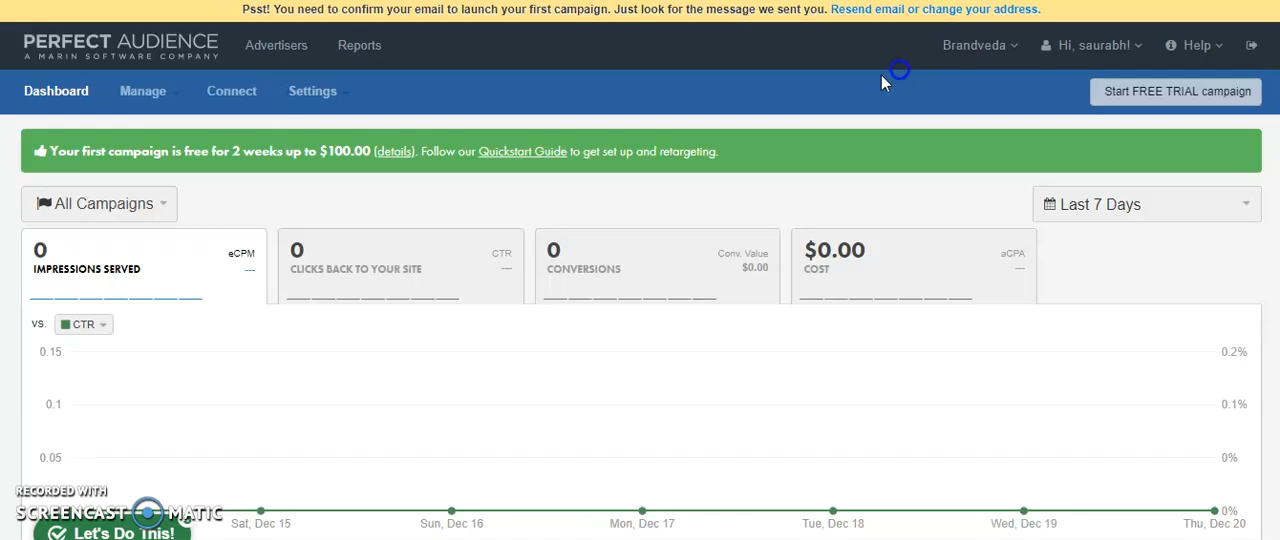 Psst! You need to confirm your email to launch your first campaign. Just look for the message we sent you. Resend email or change your address.
PERFECT AUDIENCE
A MARIN SOFTWARE COMPANY
Advertisers Reports Brandveda Hi, saurabh! Help
Dashboard Manage Connect Settings Start FREE TRIAL campaign
Your first campaign is free for 2 weeks up to $100.00 (details). Follow our Quickstart Guide to get set up and retargeting.
All Campaigns Last 7 Days
0 eCPM
IMPRESSIONS SERVED ---
0 CTR
CLICKS BACK TO YOUR SITE ---
0 Conv. Value
CONVERSIONS $0.00
$0.00 aCPA
COST ---
VS. CTR
0.15 0.2%
0.1 0.1%
0.05 0%
0%
RECORDED WITH
SCREENCAST MATIC
Let's Do This!
Sat, Dec 15 Sun, Dec 16 Mon, Dec 17 Tue, Dec 18 Wed, Dec 19 Thu, Dec 20